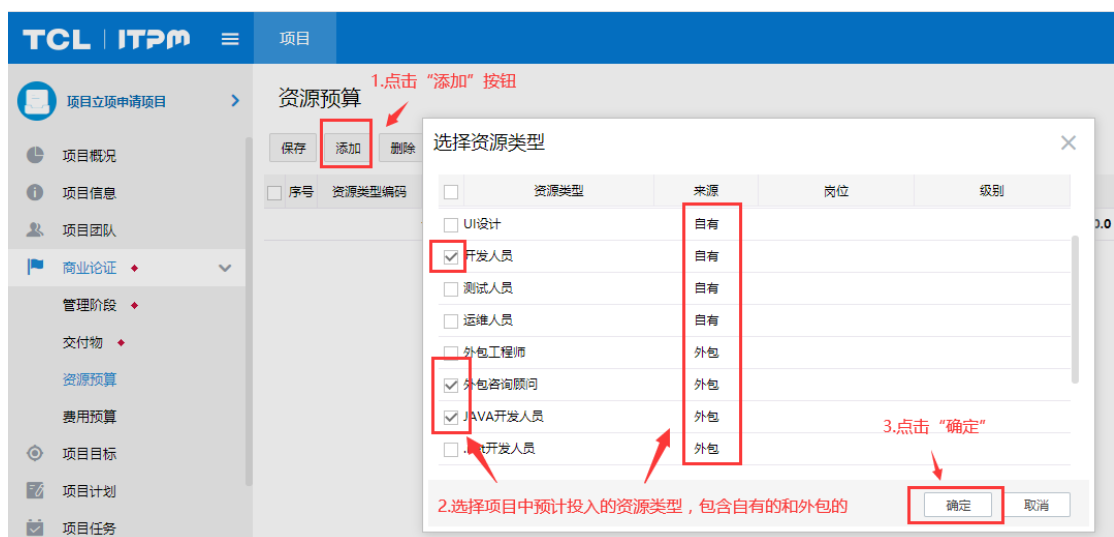 TCL ITPM 项目
1.点击“添加”按钮
项目立项申请项目
资源预算
保存 添加 删除
选择资源类型
项目概况
项目信息
项目团队
商业论证
管理阶段
交付物
资源预算
费用预算
项目目标
项目计划
项目任务
序号 资源类型编码
资源类型 来源 岗位 级别
UI设计 自有
开发人员 自有
测试人员 自有
运维人员 自有
外包工程师 外包
外包咨询顾问 外包
JAVA开发人员 外包
开发人员 外包
3.点击“确定”
2.选择项目中预计投入的资源类型，包含自有的和外包的
确定 取消